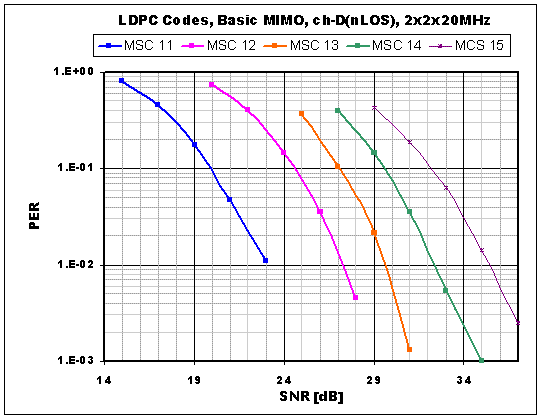 LDPC Codes, Basic MIMO, ch-D(nLOS), 2x2x20MHz
MSC 11 MSC 12 MSC 13 MSC 14 MCS 15
1.E+00
1.E-01
1.E-02
1.E-03
PER
14 19 24 29 34
SNR [dB]